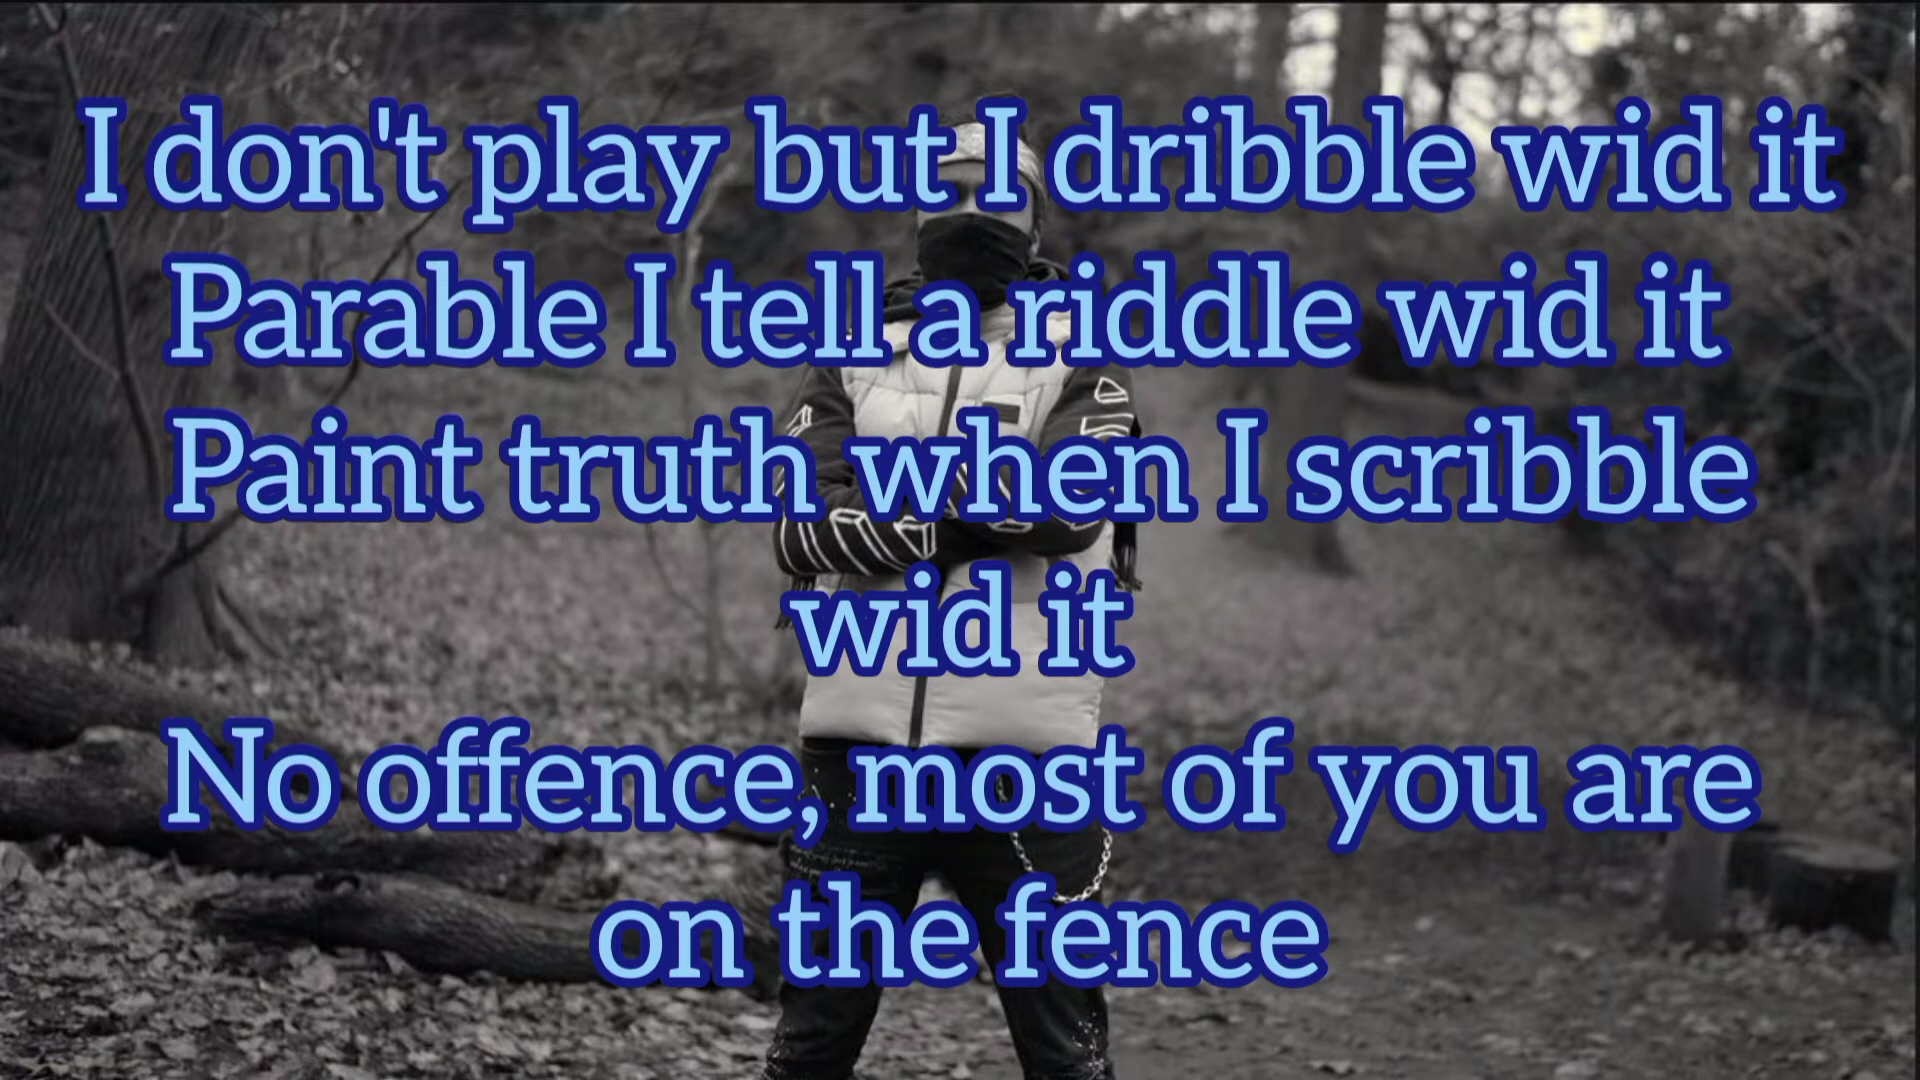 I don't play but I dribble wid it
Parable I tell a riddle wid it
Paint truth when I scribble
wid it
No offence, most of you are
on the fence